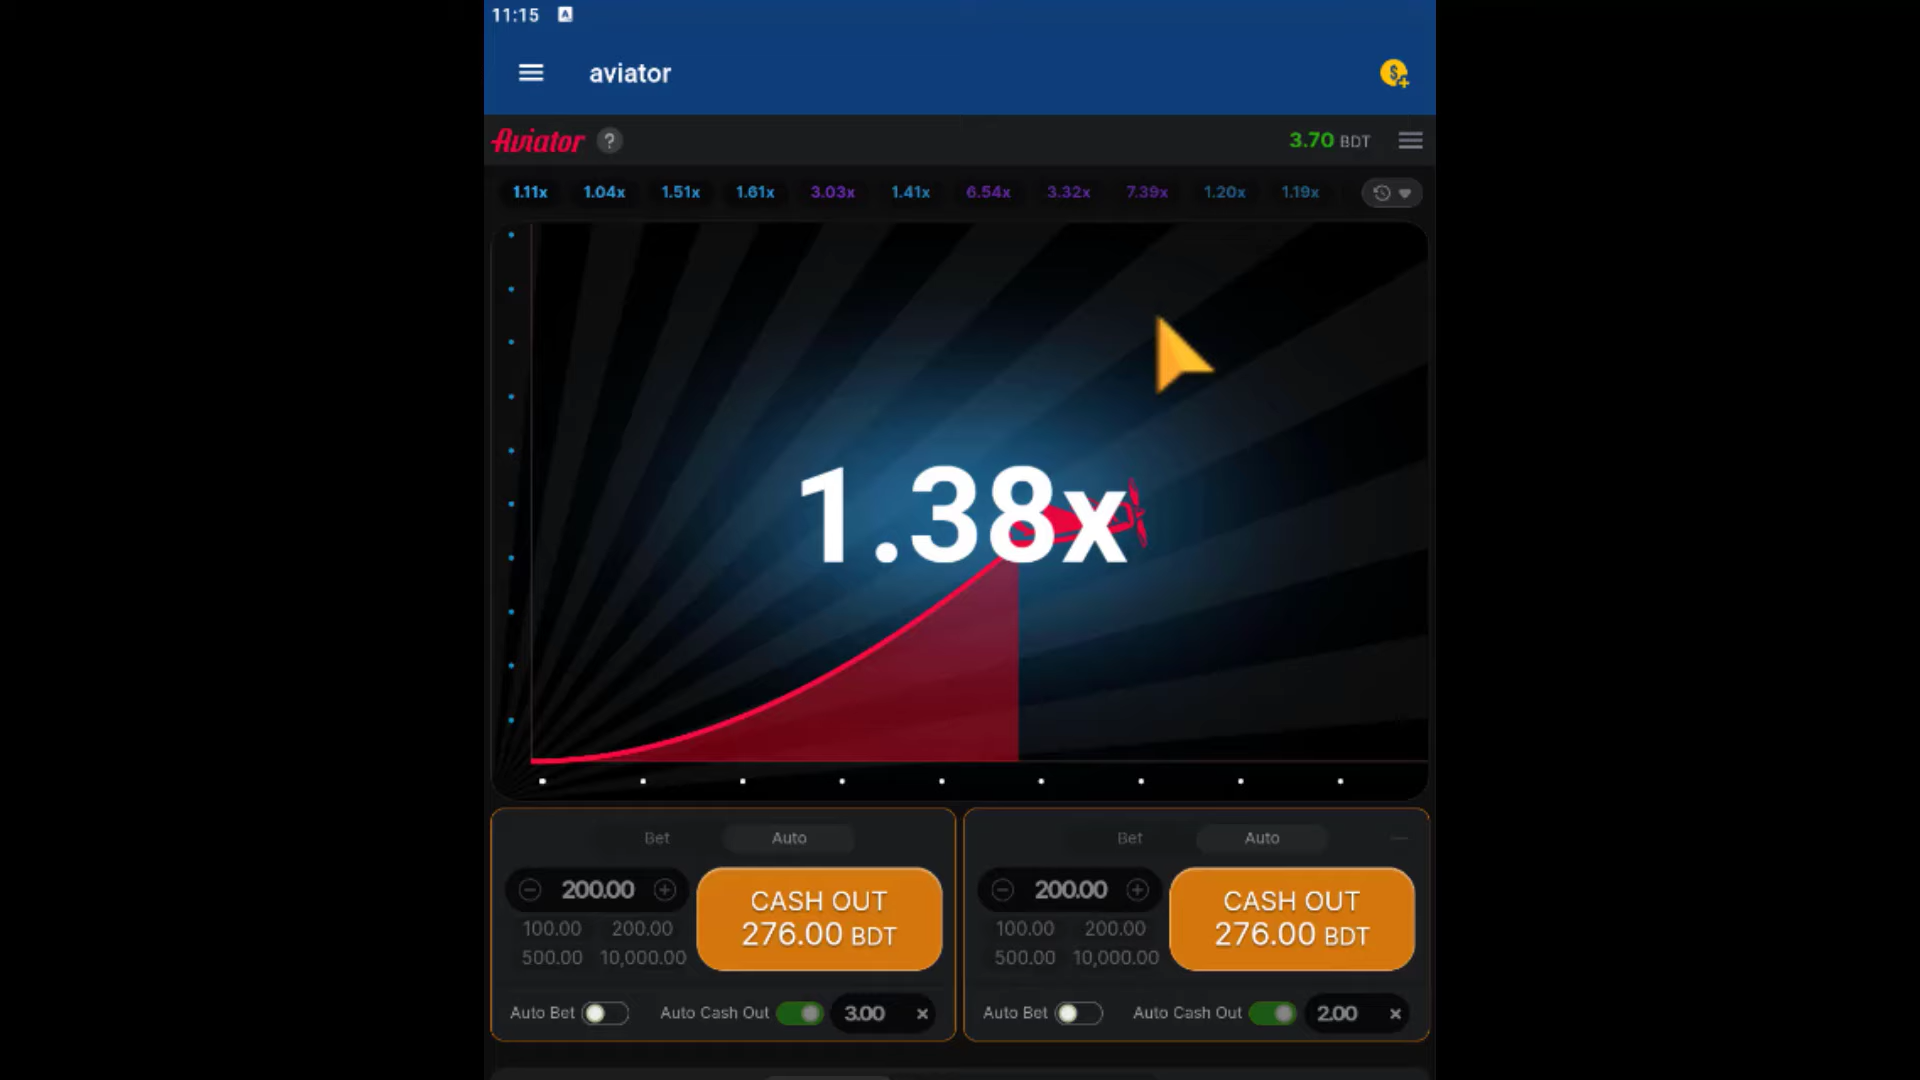 11:15 A
aviator
Aviator ? 3.70 BDT
1.11x 1.04x 1.51x 1.61x 3.03x 1.41x 6.54x 3.32x 7.39x 1.20x 1.19x
1.38x
Bet Auto
200.00
100.00 200.00
500.00 10,000.00
CASH OUT
276.00 BDT
Auto Bet Auto Cash Out 3.00
Bet Auto
200.00
100.00 200.00
500.00 10,000.00
CASH OUT
276.00 BDT
Auto Bet Auto Cash Out 2.00